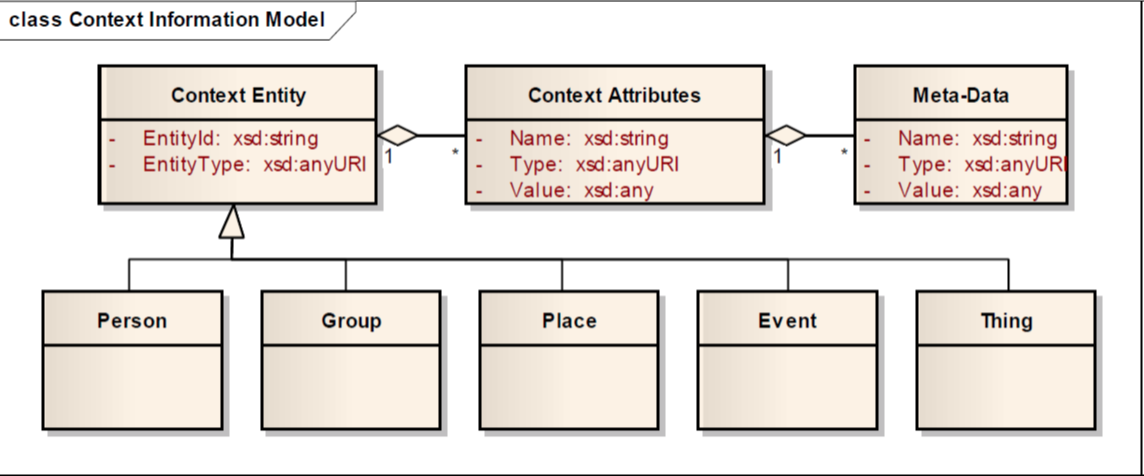 class Context Information Model
Context Entity
- EntityId: xsd:string
- EntityType: xsd:anyURI
1
*
Context Attributes
- Name: xsd:string
- Type: xsd:anyURI
- Value: xsd:any
1
*
Meta-Data
- Name: xsd:string
- Type: xsd:anyURI
- Value: xsd:any
Person
Group
Place
Event
Thing